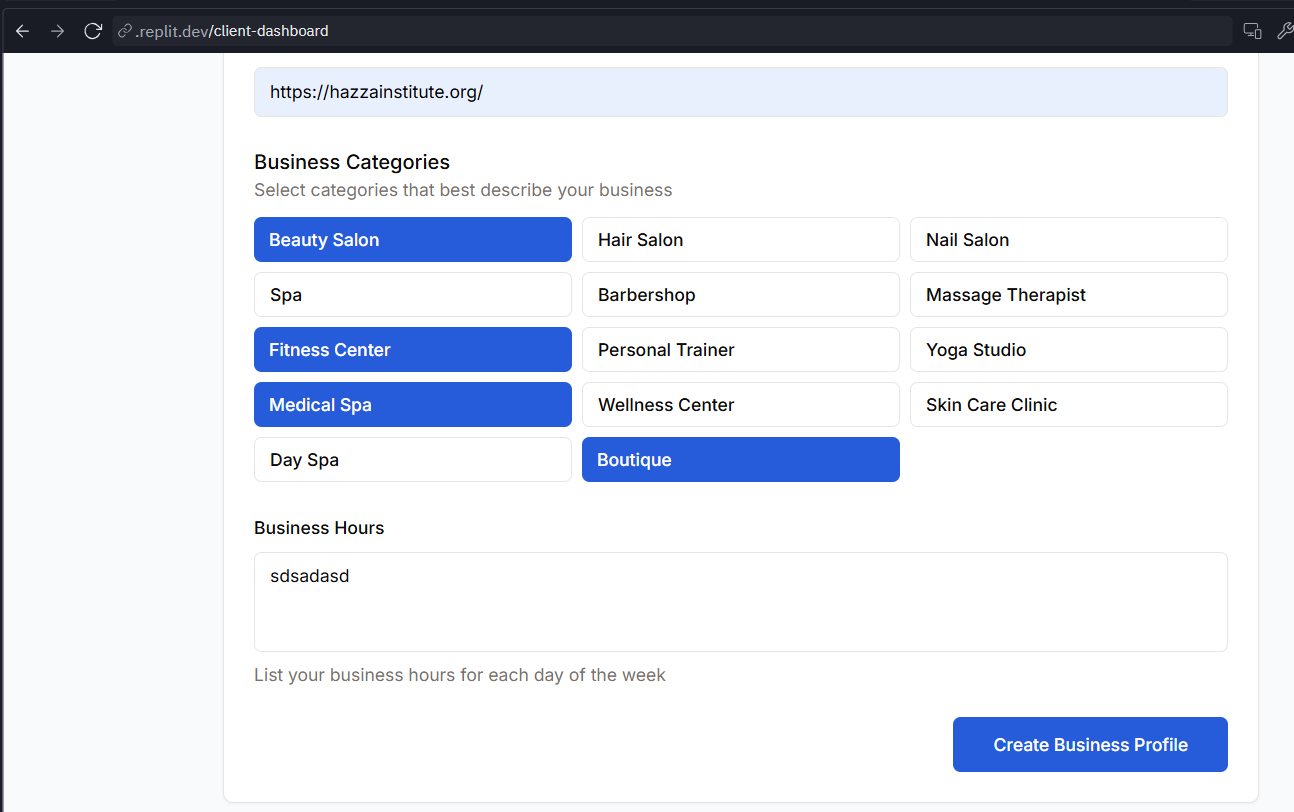 .replit.dev/client-dashboard
https://hazzainstitute.org/
Business Categories
Select categories that best describe your business
Beauty Salon
Hair Salon
Nail Salon
Spa
Barbershop
Massage Therapist
Fitness Center
Personal Trainer
Yoga Studio
Medical Spa
Wellness Center
Skin Care Clinic
Day Spa
Boutique
Business Hours
sdsadasd
List your business hours for each day of the week
Create Business Profile